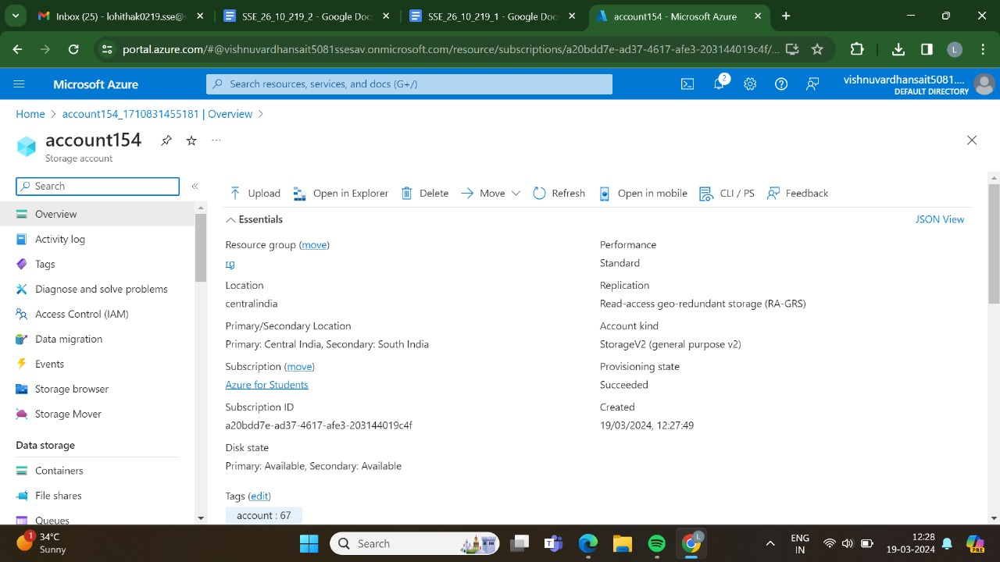 Inbox (25) - lohithak0219.sse@s
SSE_26_10_219_2 - Google Doc
SSE_26_10_219_1 - Google Doc
account154 - Microsoft Azure
portal.azure.com/#@vishnuvardhansait5081ssesav.onmicrosoft.com/resource/subscriptions/a20bdd7e-ad37-4617-afe3-203144019c4f/...
L
Microsoft Azure
Search resources, services, and docs (G+/)
2
vishnuvardhansait5081....
DEFAULT DIRECTORY
Home > account154_1710831455181 | Overview >
account154
Storage account
Search
Upload
Open in Explorer
Delete
Move
Refresh
Open in mobile
CLI / PS
Feedback
Overview
Activity log
Tags
Diagnose and solve problems
Access Control (IAM)
Data migration
Events
Storage browser
Storage Mover
Data storage
Containers
File shares
Queues
Essentials
JSON View
Resource group (move)
rg
Location
centralindia
Primary/Secondary Location
Primary: Central India, Secondary: South India
Subscription (move)
Azure for Students
Subscription ID
a20bdd7e-ad37-4617-afe3-203144019c4f
Disk state
Primary: Available, Secondary: Available
Tags (edit)
account : 67
Performance
Standard
Replication
Read-access geo-redundant storage (RA-GRS)
Account kind
StorageV2 (general purpose v2)
Provisioning state
Succeeded
Created
19/03/2024, 12:27:49
1
34°C
Sunny
Search
L
ENG
IN
12:28
19-03-2024
PRE